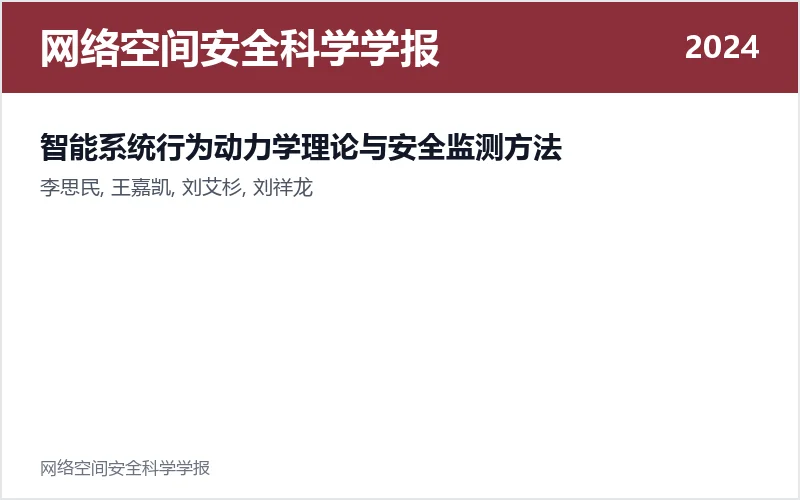 网络空间安全科学学报
2024
智能系统行为动力学理论与安全监测方法
李思民, 王嘉凯, 刘艾杉, 刘祥龙
网络空间安全科学学报